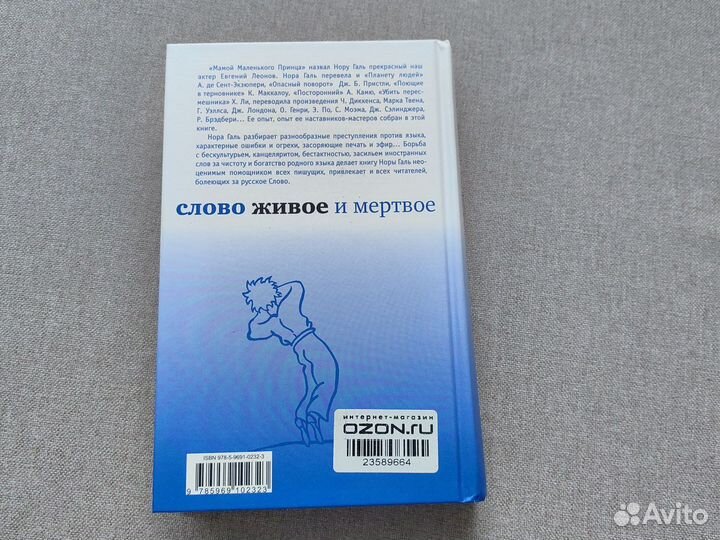 «Мамой Маленького Принца» назвал Нору Галь прекрасный наш
актер Евгений Леонов. Нора Галь перевела и «Планету людей»
А. де Сент-Экзюпери, «Опасный поворот» Дж. Б. Пристли, «Поющие
в терновнике» К. Маккалоу, «Посторонний» А. Камю, «Убить перес-
мешника» Х. Ли, переводила произведения Ч. Диккенса, Марка Твена,
Г. Уэллса, Дж. Лондона, О. Генри, Э. По, С. Моэма, Дж. Сэлинджера,
Р. Брэдбери... Ее опыт, опыт ее наставников-мастеров собран в этой
книге.
Нора Галь разбирает разнообразные преступления против языка,
характерные ошибки и огрехи, засоряющие печать и эфир... Борьба
с бескультурьем, канцеляритом, бестактностью, засильем иностранных
слов за чистоту и богатство родного языка делает книгу Норы Галь нео-
ценимым помощником всех пишущих, привлекает и всех читателей,
болеющих за русское Слово.
слово живое и мертвое
интернет-магазин
OZON.ru
23589664
ISBN 978-5-9691-0232-3
9 785969 102323
Avito